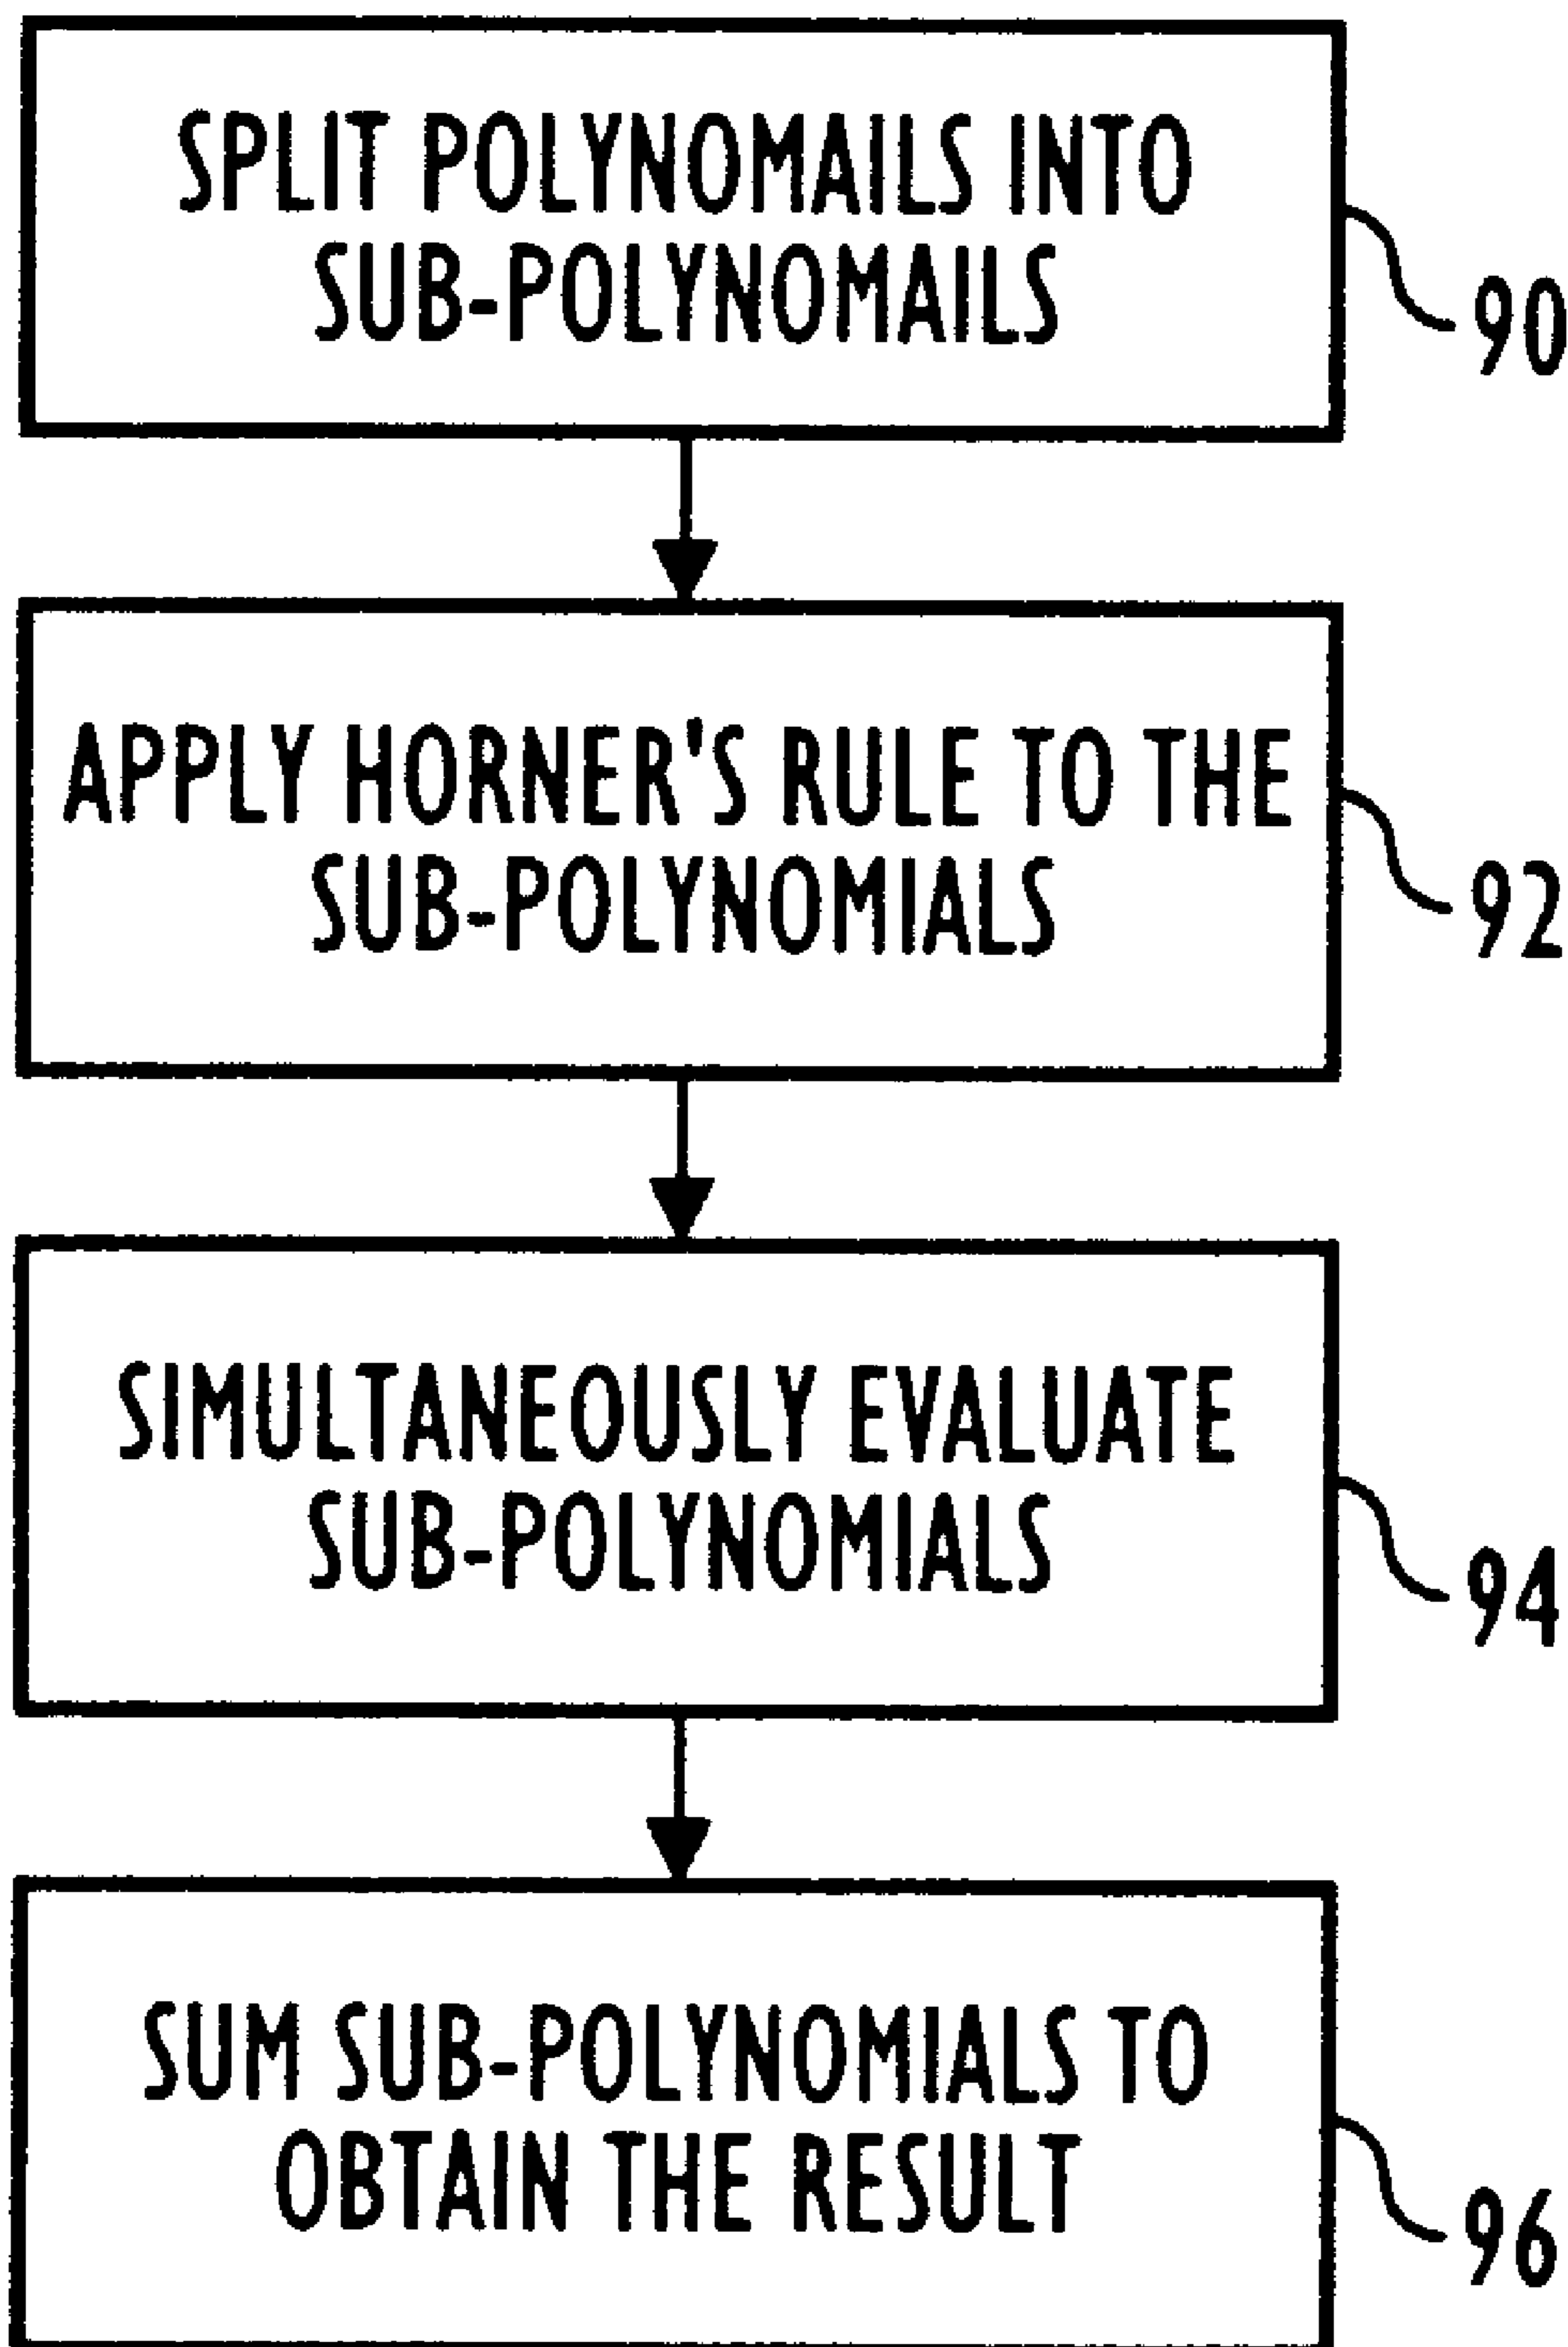 SPLIT POLYNOMAILS INTO
SUB-POLYNOMAILS
90
APPLY HORNER'S RULE TO THE
SUB-POLYNOMIALS
92
SIMULTANEOUSLY EVALUATE
SUB-POLYNOMIALS
94
SUM SUB-POLYNOMIALS TO
OBTAIN THE RESULT
96